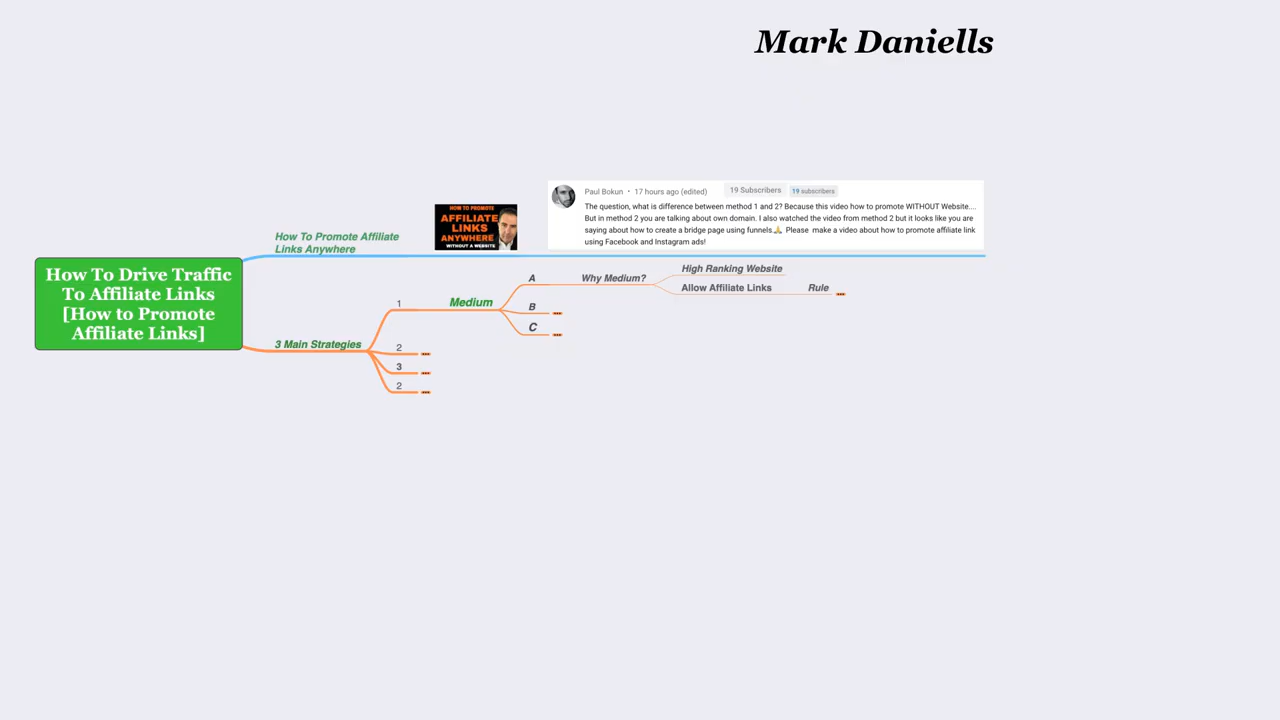 Mark Daniells
Paul Bokun • 17 hours ago (edited) 19 Subscribers 19 subscribers
The question, what is difference between method 1 and 2? Because this video how to promote WITHOUT Website....
But in method 2 you are talking about own domain. I also watched the video from method 2 but it looks like you are
saying about how to create a bridge page using funnels🙏 Please make a video about how to promote affiliate link
using Facebook and Instagram ads!
HOW TO PROMOTE
AFFILIATE
LINKS
ANYWHERE
WITHOUT A WEBSITE
How To Promote Affiliate
Links Anywhere
How To Drive Traffic
To Affiliate Links
[How to Promote
Affiliate Links]
3 Main Strategies
1
Medium
A
Why Medium?
High Ranking Website
Allow Affiliate Links
Rule
B
C
2
3
2